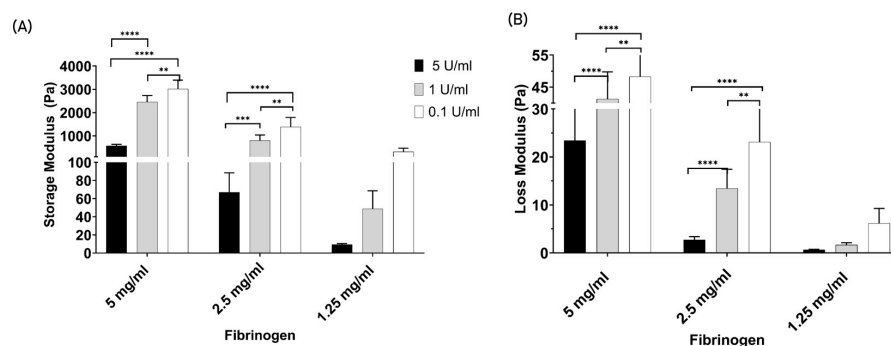 (A)
Storage Modulus (Pa)
4000
3000
2000
1000
100
80
60
40
20
0
****
****
**
****
***
**
5 mg/ml
2.5 mg/ml
1.25 mg/ml
Fibrinogen
5 U/ml
1 U/ml
0.1 U/ml
(B)
Loss Modulus (Pa)
55
45
30
20
10
0
****
**
****
****
**
****
5 mg/ml
2.5 mg/ml
1.25 mg/ml
Fibrinogen